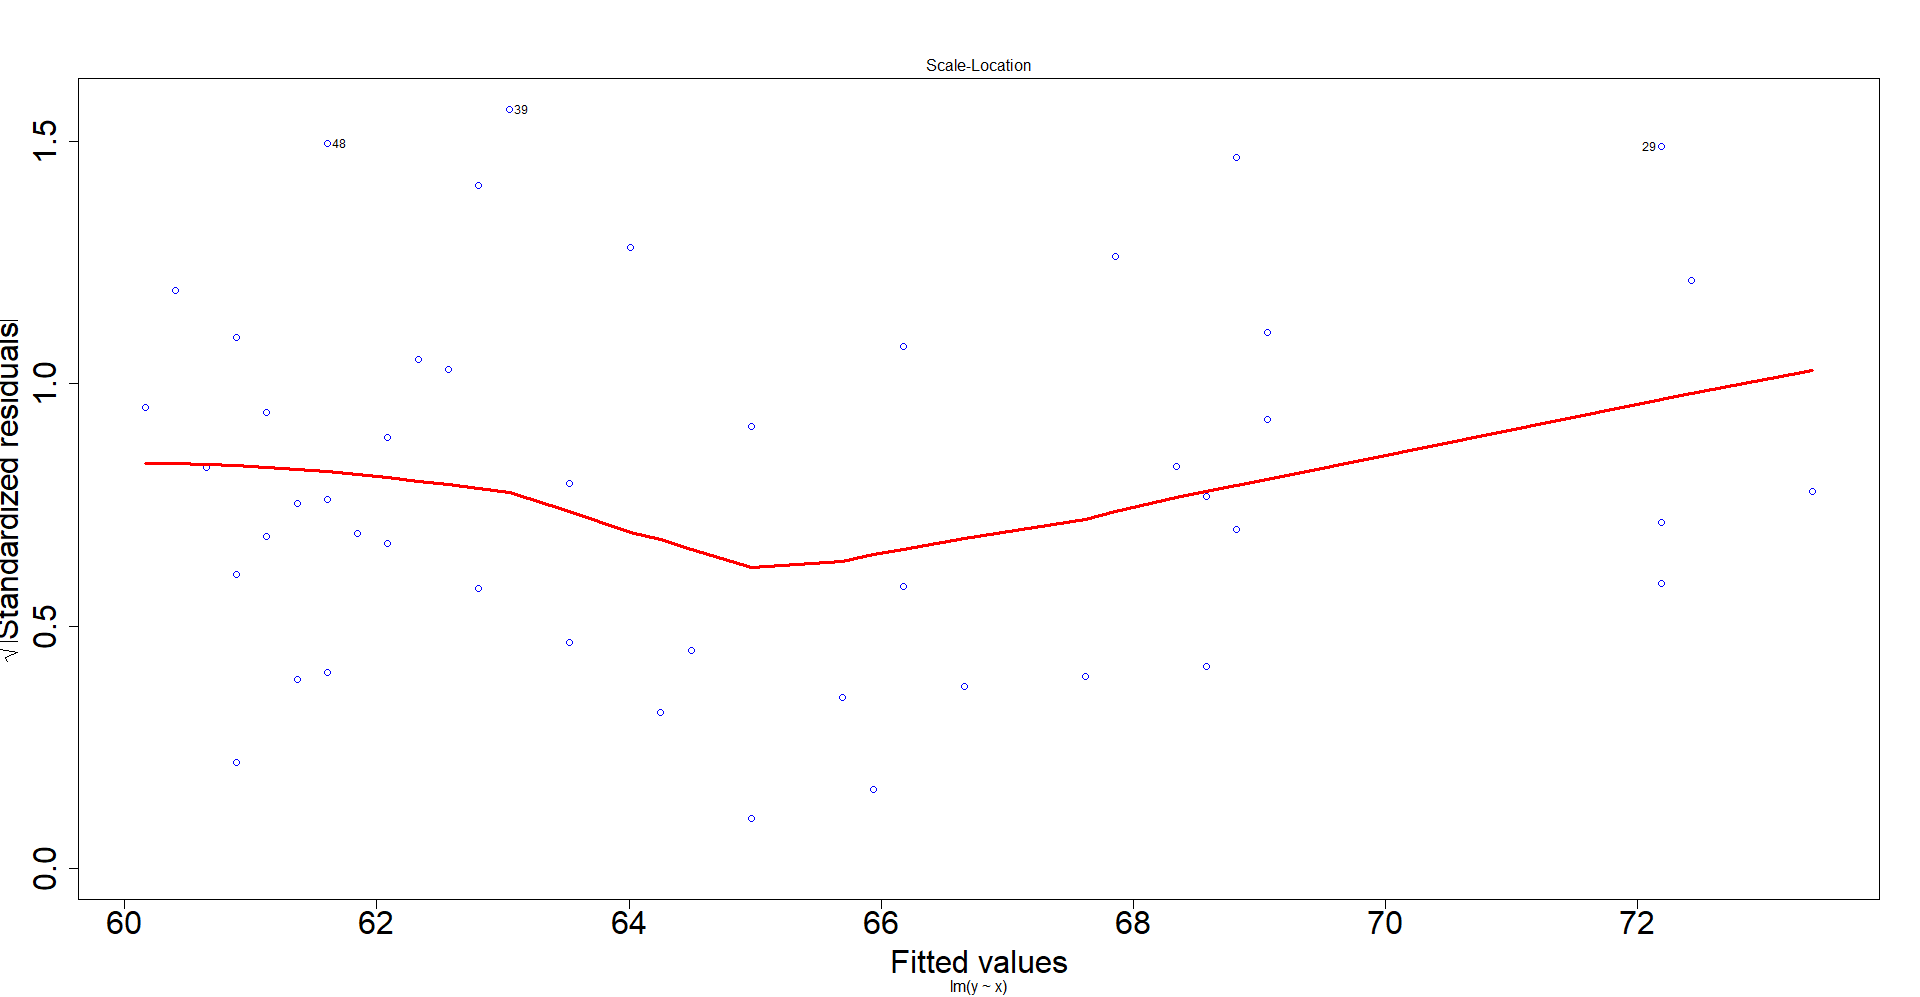 Scale-Location
√|Standardized residuals|
1.5
1.0
0.5
0.0
48
39
29
60 62 64 66 68 70 72
Fitted values
lm(y ~ x)